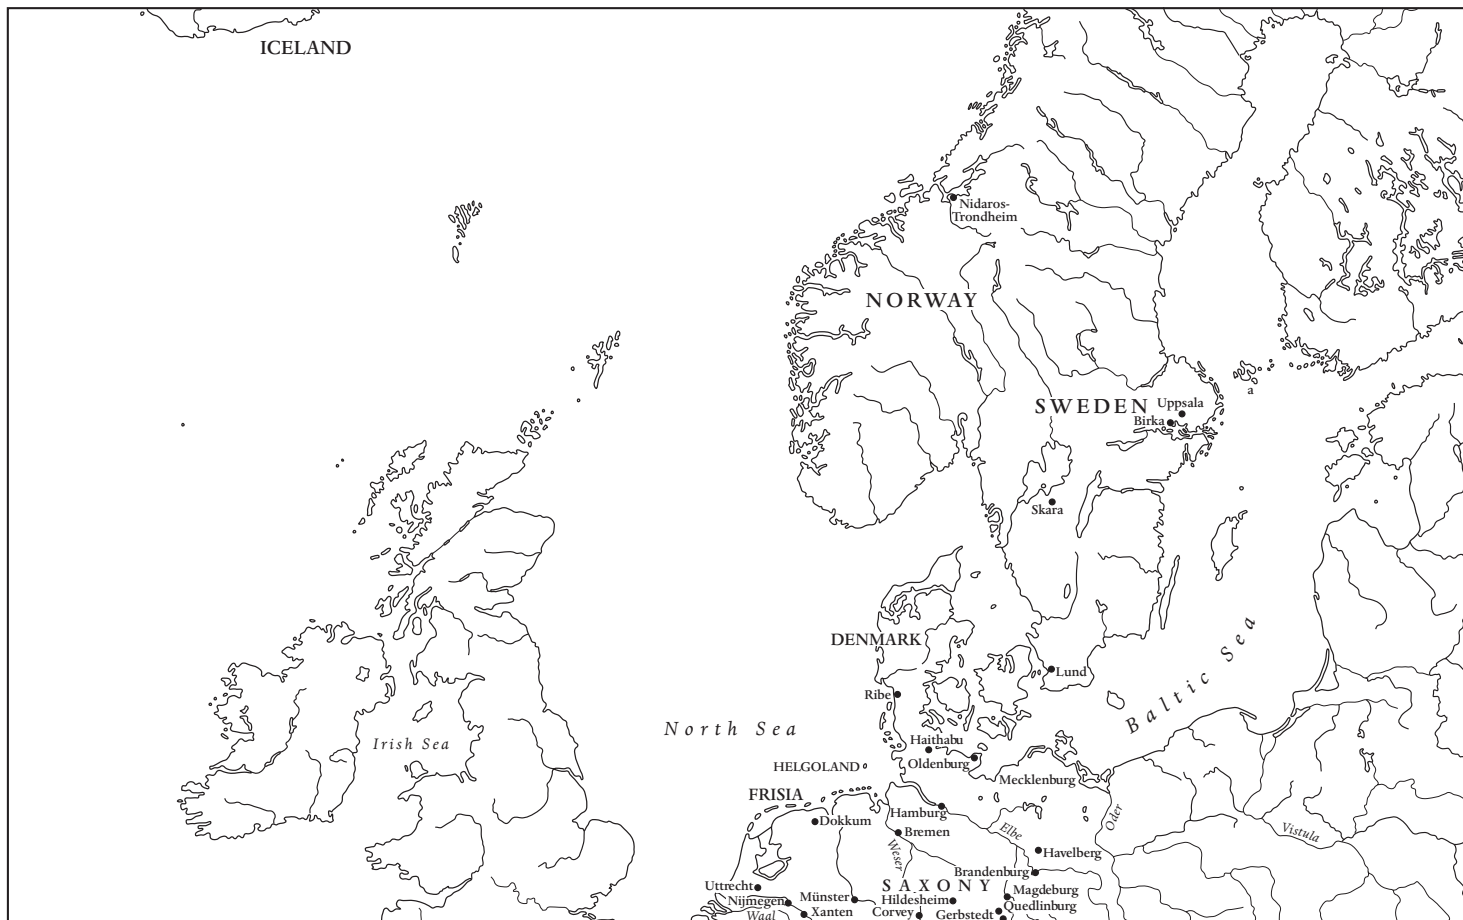 ICELAND
Nidaros-
Trondheim
NORWAY
a
SWEDEN
Uppsala
Birka
Skara
DENMARK
Lund
Ribe
Baltic Sea
North Sea
Irish Sea
Haithabu
Oldenburg
HELGOLAND
Mecklenburg
FRISIA
Hamburg
Dokkum
Bremen
Elbe
Oder
Vistula
Weser
Havelberg
Brandenburg
SAXONY
Uttrecht
Magdeburg
Münster
Hildesheim
Nijmegen
Quedlinburg
Xanten
Corvey
Gerbstedt
Waal